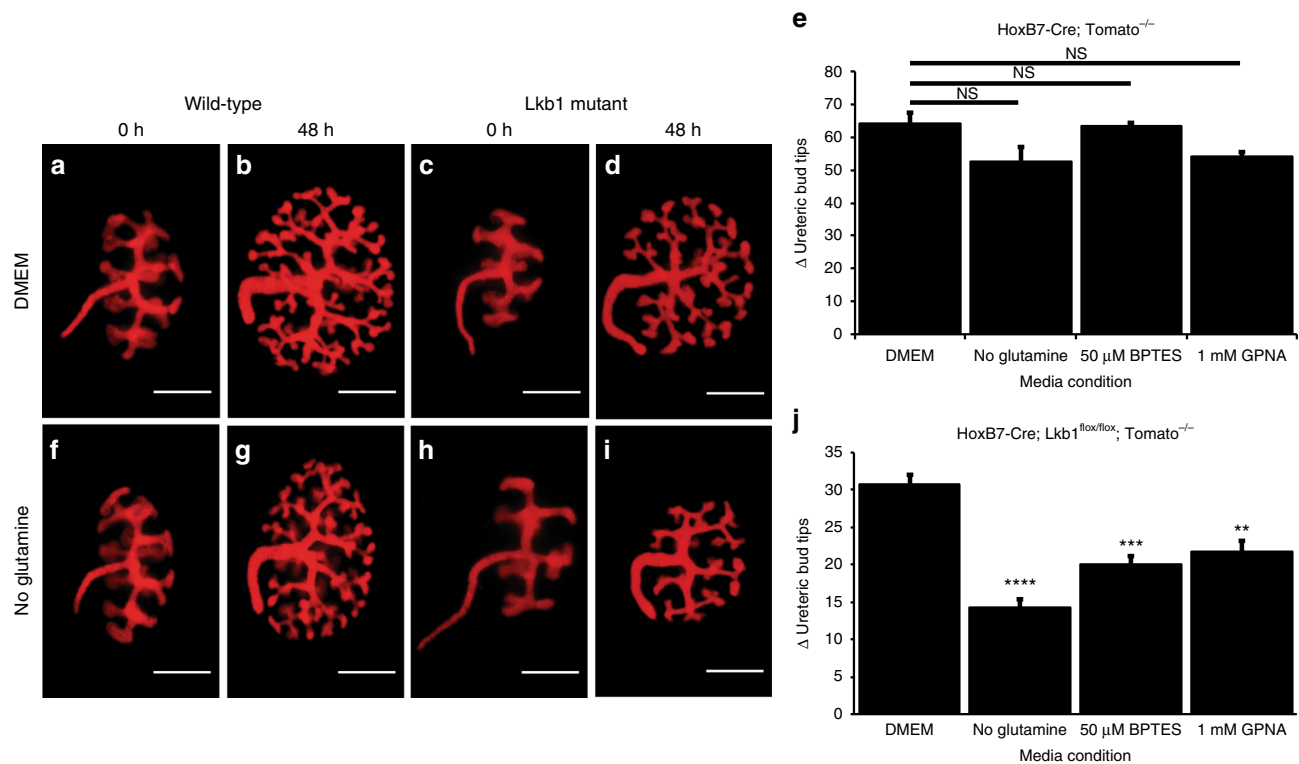 Wild-type
Lkb1 mutant
0 h
48 h
0 h
48 h
DMEM
a
b
c
d
No glutamine
f
g
h
i
e
HoxB7-Cre; Tomato–/–
NS
NS
NS
Δ Ureteric bud tips
80
70
60
50
40
30
20
10
0
DMEM
No glutamine
50 μM BPTES
1 mM GPNA
Media condition
j
HoxB7-Cre; Lkb1flox/flox; Tomato–/–
Δ Ureteric bud tips
35
30
25
20
15
10
5
0
****
***
**
DMEM
No glutamine
50 μM BPTES
1 mM GPNA
Media condition